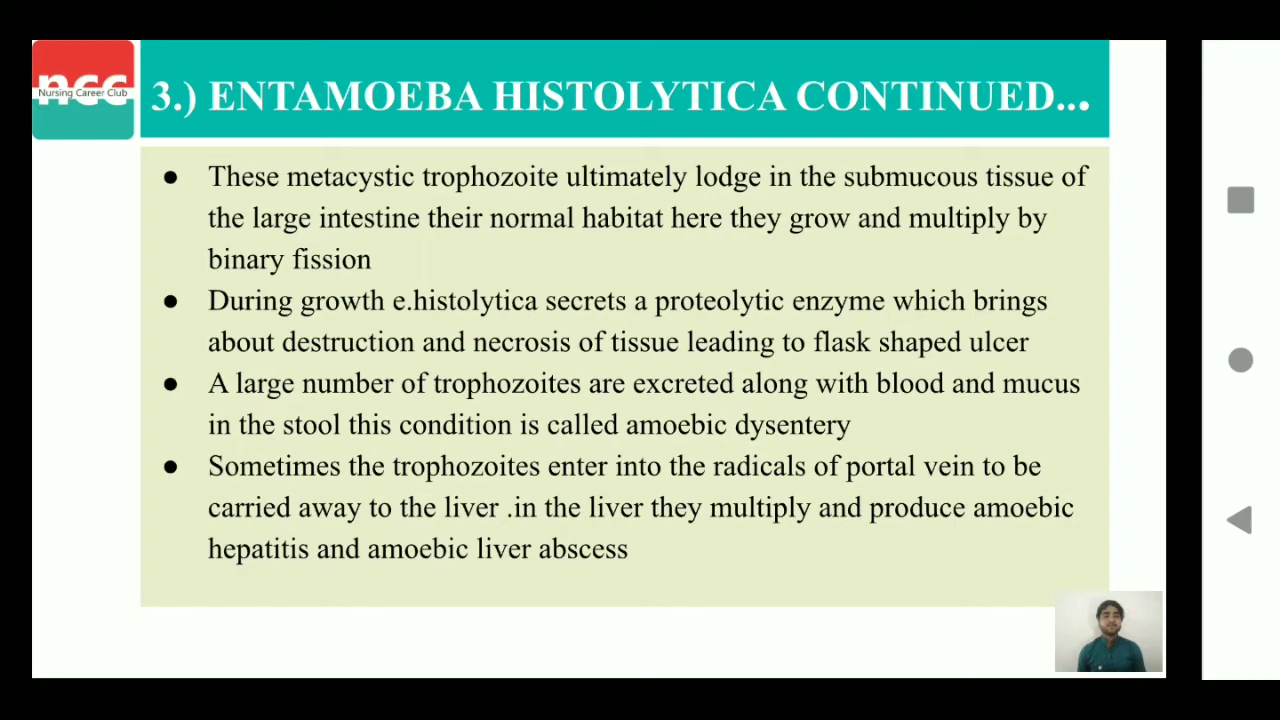 ncc
Nursing Career Club
3.) ENTAMOEBA HISTOLYTICA CONTINUED...
● These metacystic trophozoite ultimately lodge in the submucous tissue of
the large intestine their normal habitat here they grow and multiply by
binary fission
● During growth e.histolytica secrets a proteolytic enzyme which brings
about destruction and necrosis of tissue leading to flask shaped ulcer
● A large number of trophozoites are excreted along with blood and mucus
in the stool this condition is called amoebic dysentery
● Sometimes the trophozoites enter into the radicals of portal vein to be
carried away to the liver .in the liver they multiply and produce amoebic
hepatitis and amoebic liver abscess